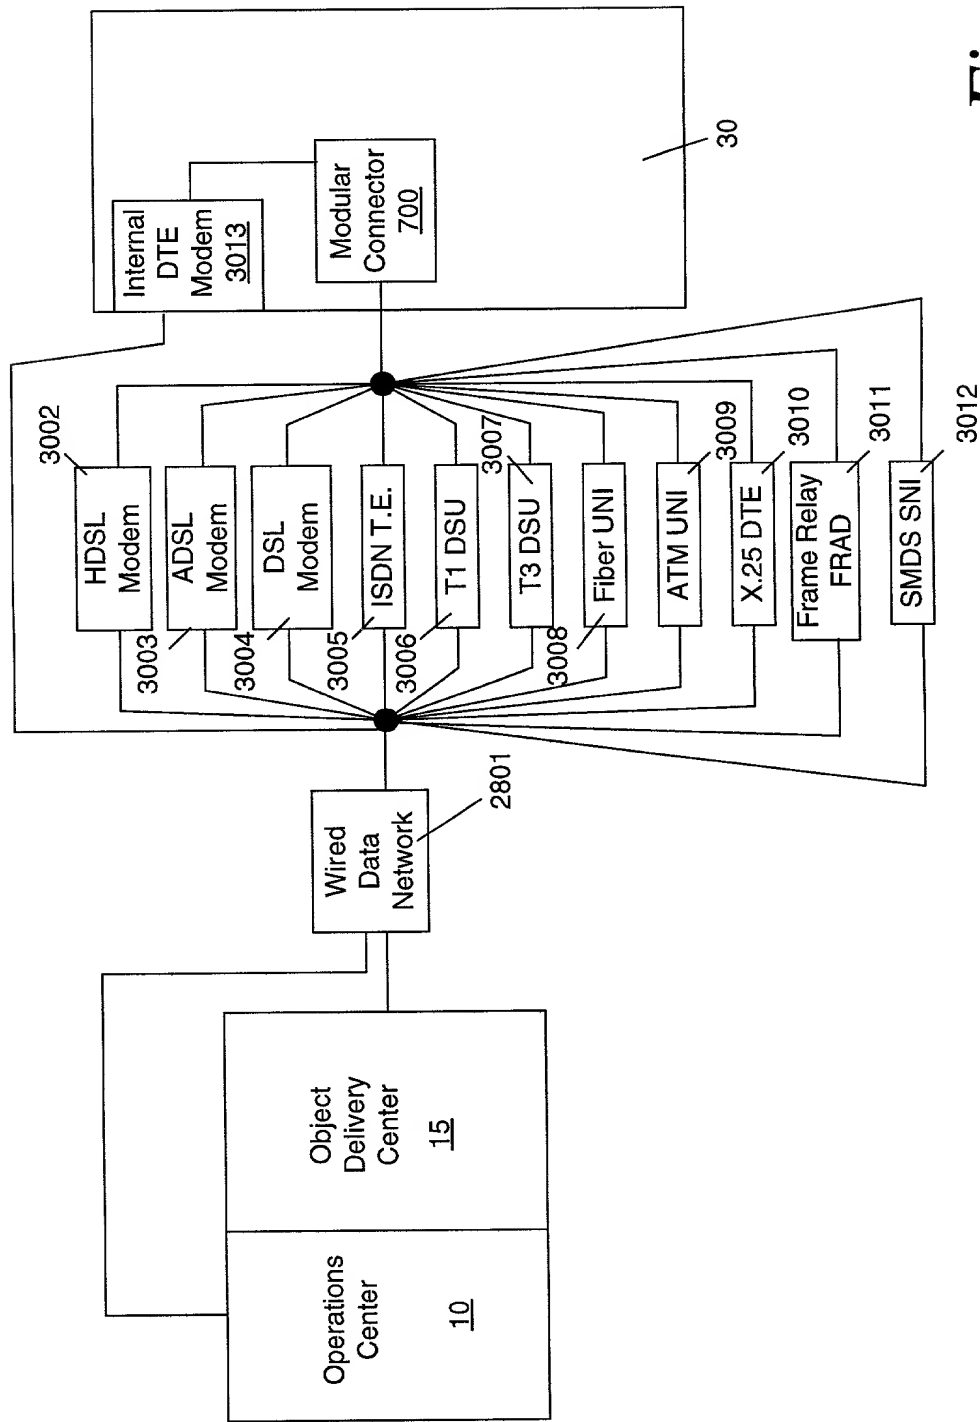 Operations
Center
10
Object
Delivery
Center
15
Wired
Data
Network
2801
3002
HDSL
Modem
3003
ADSL
Modem
3004
DSL
Modem
3005
ISDN T.E.
3006
T1 DSU
3007
T3 DSU
3008
Fiber UNI
3009
ATM UNI
3010
X.25 DTE
3011
Frame Relay
FRAD
3012
SMDS SNI
Internal
DTE
Modem
3013
Modular
Connector
700
30